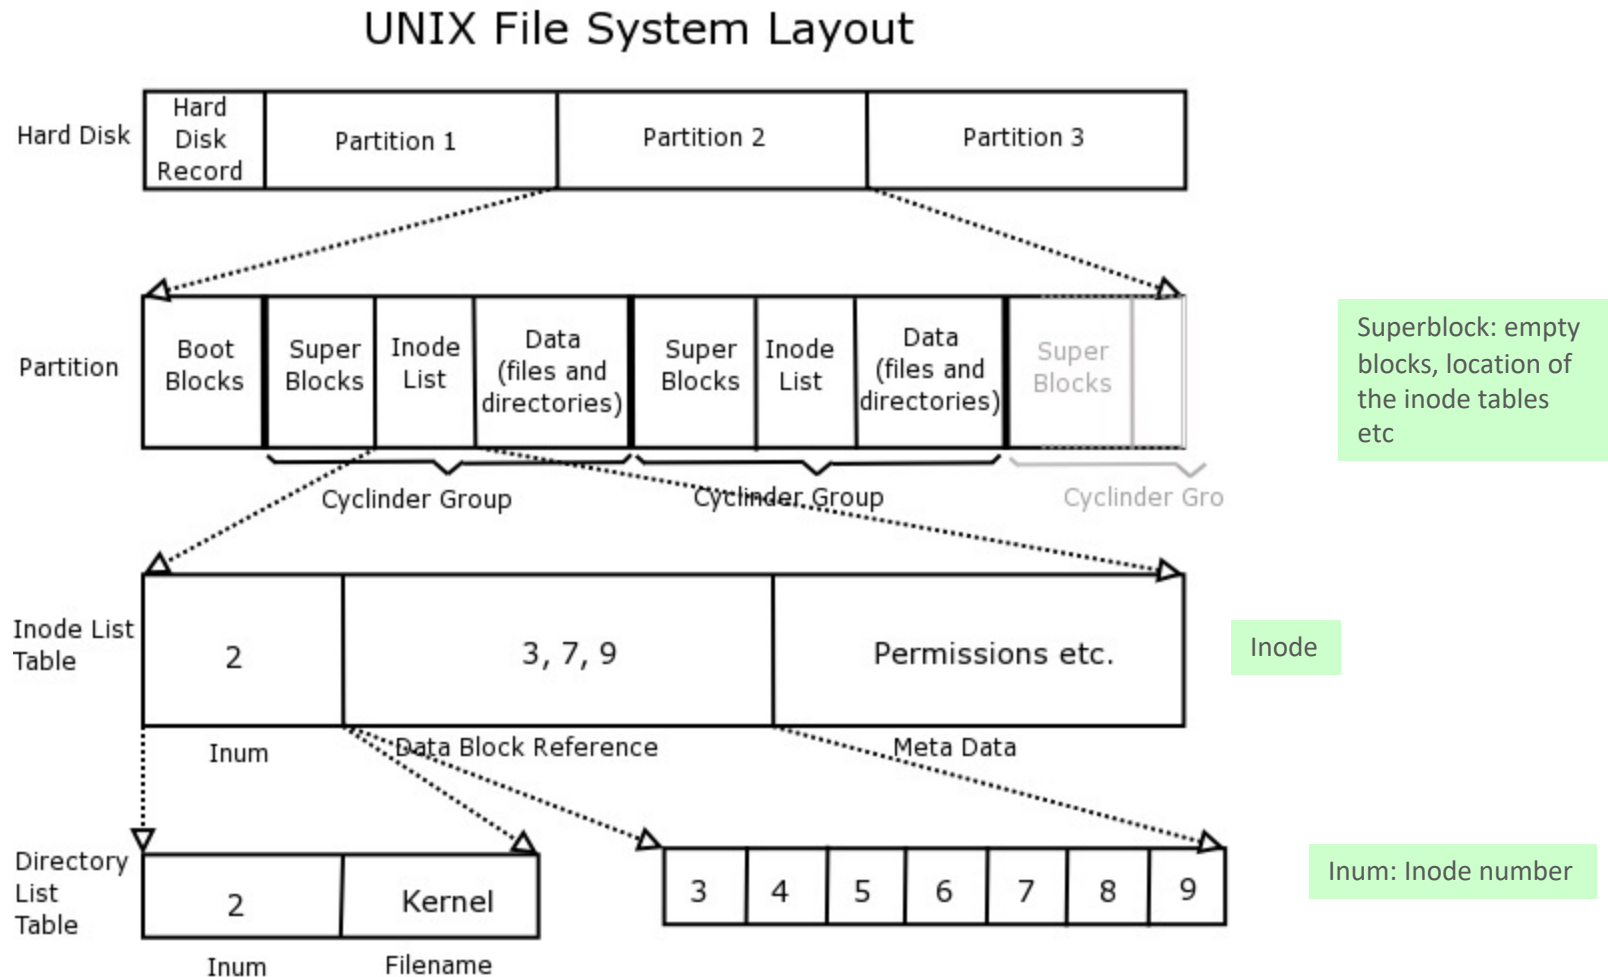 UNIX File System Layout
Hard Disk
Hard
Disk
Record
Partition 1
Partition 2
Partition 3
Partition
Boot
Blocks
Super
Blocks
Inode
List
Data
(files and
directories)
Super
Blocks
Inode
List
Data
(files and
directories)
Super
Blocks
Superblock: empty
blocks, location of
the inode tables
etc
Cyclinder Group
Cyclinder Group
Cyclinder Gro
Inode List
Table
2
3, 7, 9
Permissions etc.
Inode
Inum
Data Block Reference
Meta Data
Directory
List
Table
2
Kernel
3 4 5 6 7 8 9
Inum: Inode number
Inum
Filename